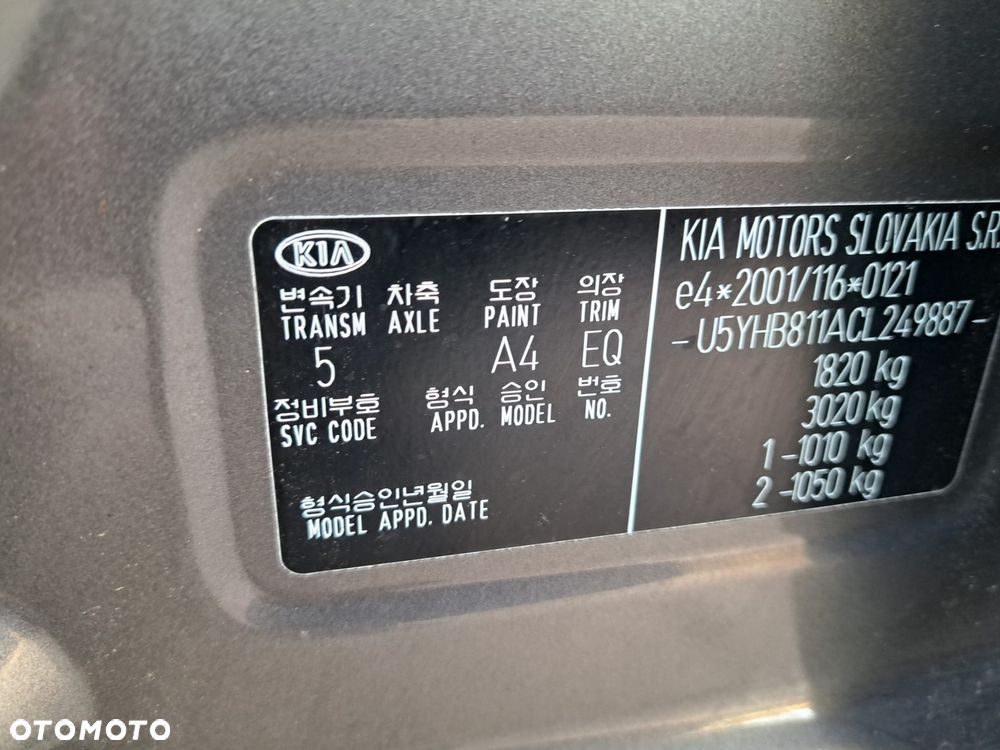 KIA
변속기 차축 도장 의장
TRANSM AXLE PAINT TRIM
5 A4 EQ
정비부호 형식 승인 번호
SVC CODE APPD. MODEL NO.
형식승인년월일
MODEL APPD. DATE
KIA MOTORS SLOVAKIA S.R.
e4*2001/116*0121
-U5YHB811ACL249887-
1820 kg
3020 kg
1 -1010 kg
2 -1050 kg
OTOMOTO